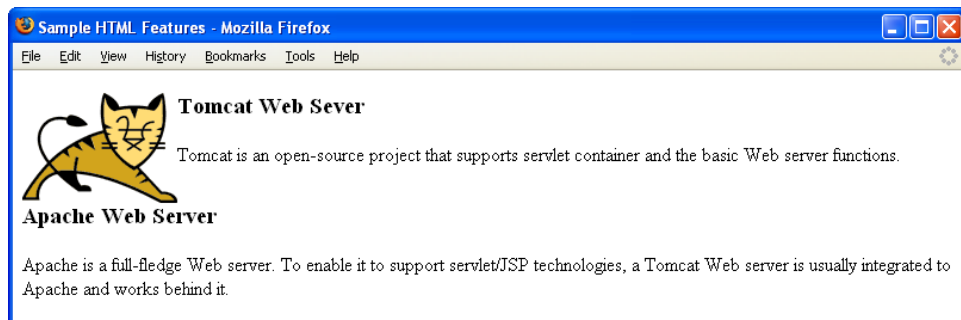 Sample HTML Features - Mozilla Firefox
File Edit View History Bookmarks Tools Help
Tomcat Web Sever
Tomcat is an open-source project that supports servlet container and the basic Web server functions.
Apache Web Server
Apache is a full-fledge Web server. To enable it to support servlet/JSP technologies, a Tomcat Web server is usually integrated to
Apache and works behind it.